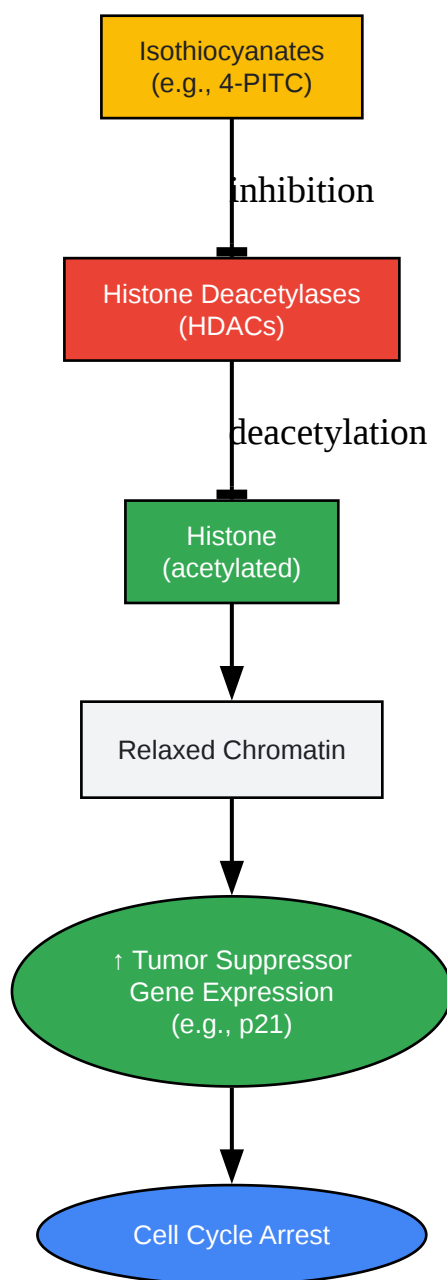 Isothiocyanates
(e.g., 4-PITC)
inhibition
Histone Deacetylases
(HDACs)
deacetylation
Histone
(acetylated)
Relaxed Chromatin
↑ Tumor Suppressor
Gene Expression
(e.g., p21)
Cell Cycle Arrest